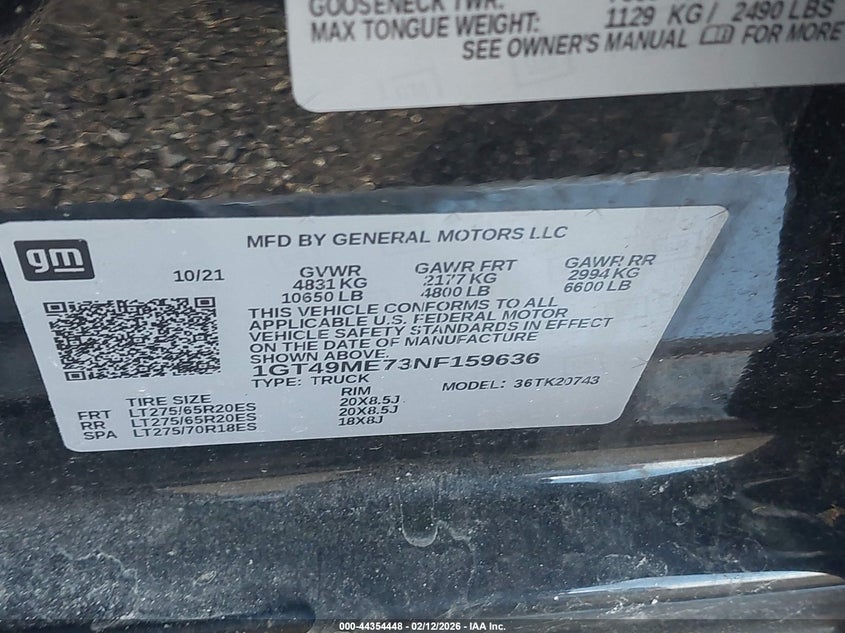 GOOSENECK TWR:
MAX TONGUE WEIGHT: 1129 KG/ 2490 LBS
SEE OWNER'S MANUAL FOR MORE
gm
MFD BY GENERAL MOTORS LLC
10/21 GVWR GAWR FRT GAWR RR
4831 KG 2177 KG 2994 KG
10650 LB 4800 LB 6600 LB
THIS VEHICLE CONFORMS TO ALL
APPLICABLE U.S. FEDERAL MOTOR
VEHICLE SAFETY STANDARDS IN EFFECT
ON THE DATE OF MANUFACTURE
SHOWN ABOVE.
1GT49ME73NF159636
TYPE: TRUCK MODEL: 36TK20743
TIRE SIZE RIM
FRT LT275/65R20ES 20X8.5J
RR LT275/65R20ES 20X8.5J
SPA LT275/70R18ES 18X8J
000-44354448 - 02/12/2026 - IAA Inc.